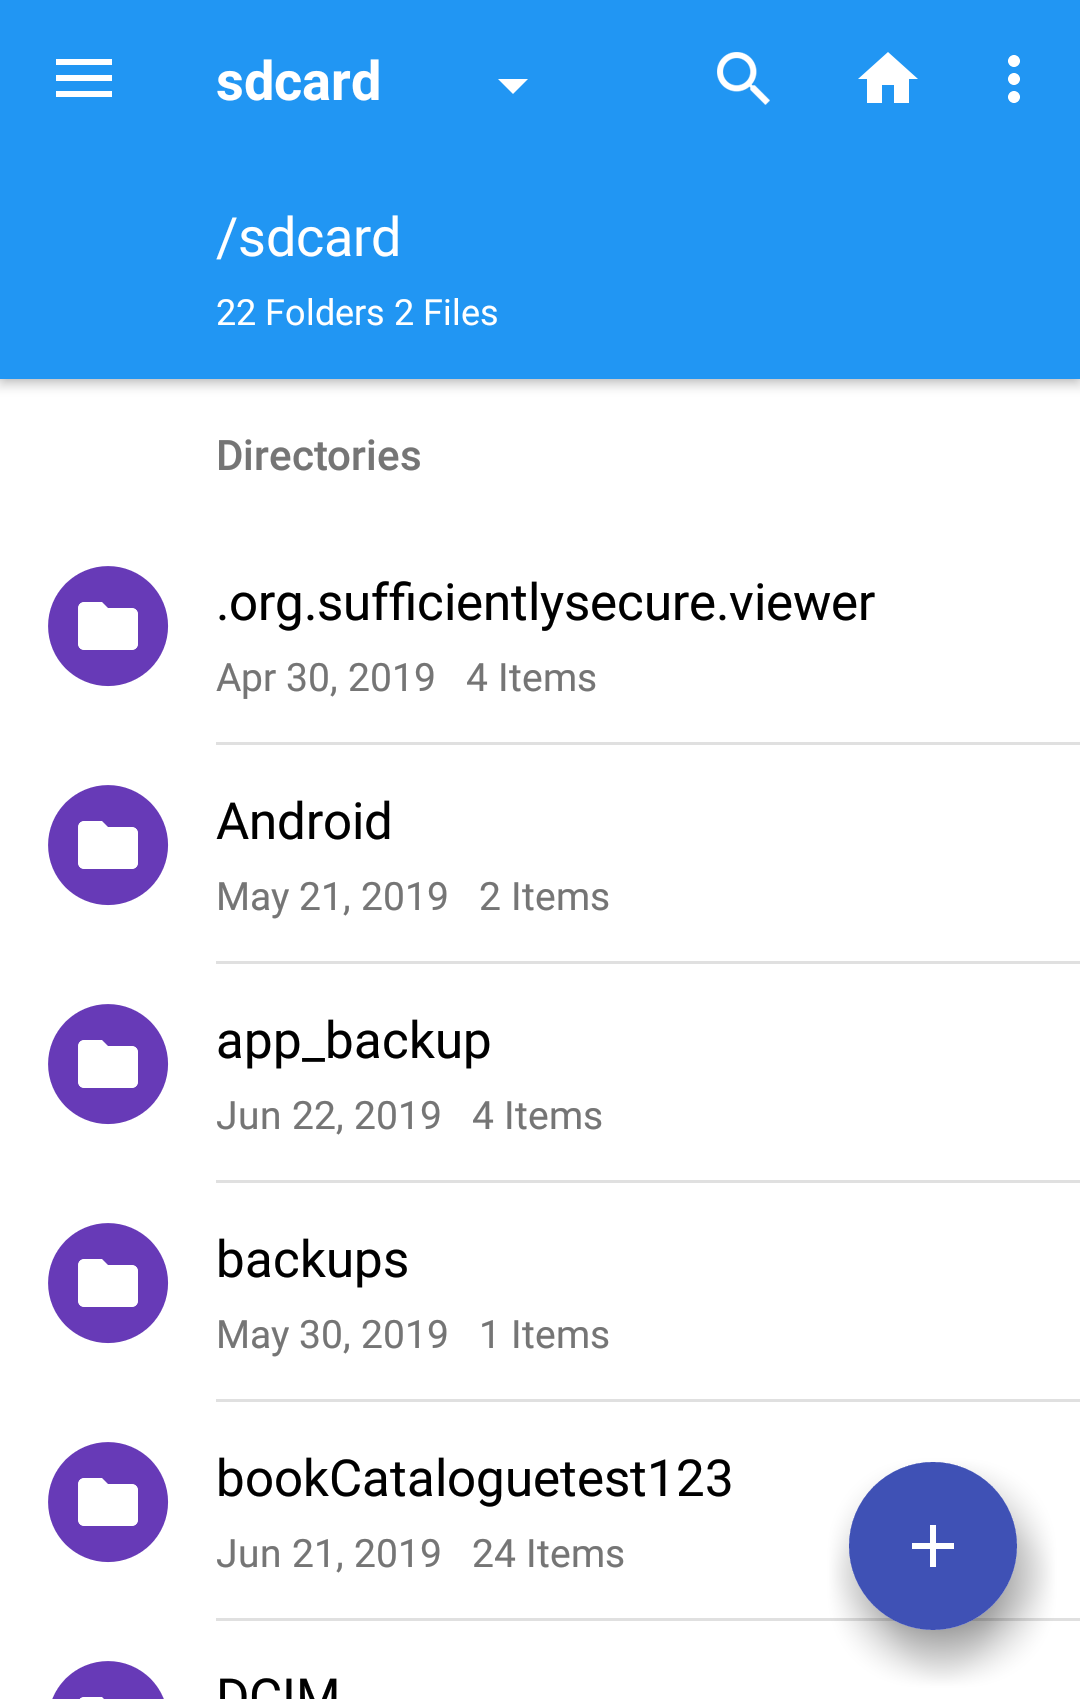 sdcard
/sdcard
22 Folders 2 Files
Directories
.org.sufficientlysecure.viewer
Apr 30, 2019 4 Items
Android
May 21, 2019 2 Items
app_backup
Jun 22, 2019 4 Items
backups
May 30, 2019 1 Items
bookCataloguetest123
Jun 21, 2019 24 Items
DCIM